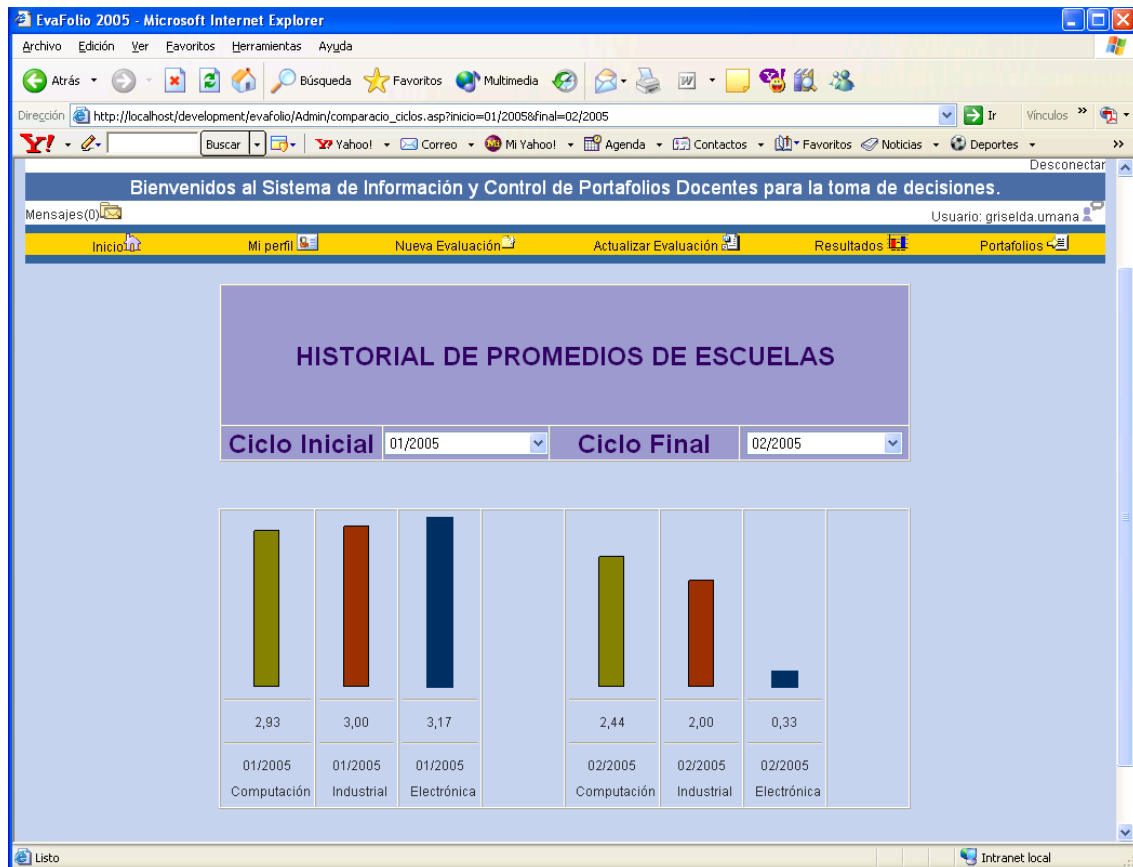 EvaFolio 2005 - Microsoft Internet Explorer
Archivo Edición Ver Favoritos Herramientas Ayuda
Atrás Búsqueda Favoritos Multimedia
Dirección http://localhost/development/evafolio/Admin/comparacio_ciclos.asp?inicio=01/2005&final=02/2005 Ir Vínculos »
Y! Buscar Yahoo! Correo Mi Yahoo! Agenda Contactos Favoritos Noticias Deportes »
Desconectar
Bienvenidos al Sistema de Información y Control de Portafolios Docentes para la toma de decisiones.
Mensajes(0) Usuario: griselda.umana
Inicio Mi perfil Nueva Evaluación Actualizar Evaluación Resultados Portafolios
HISTORIAL DE PROMEDIOS DE ESCUELAS
Ciclo Inicial 01/2005 Ciclo Final 02/2005
2,93 3,00 3,17 2,44 2,00 0,33
01/2005 01/2005 01/2005 02/2005 02/2005 02/2005
Computación Industrial Electrónica Computación Industrial Electrónica
Listo Intranet local